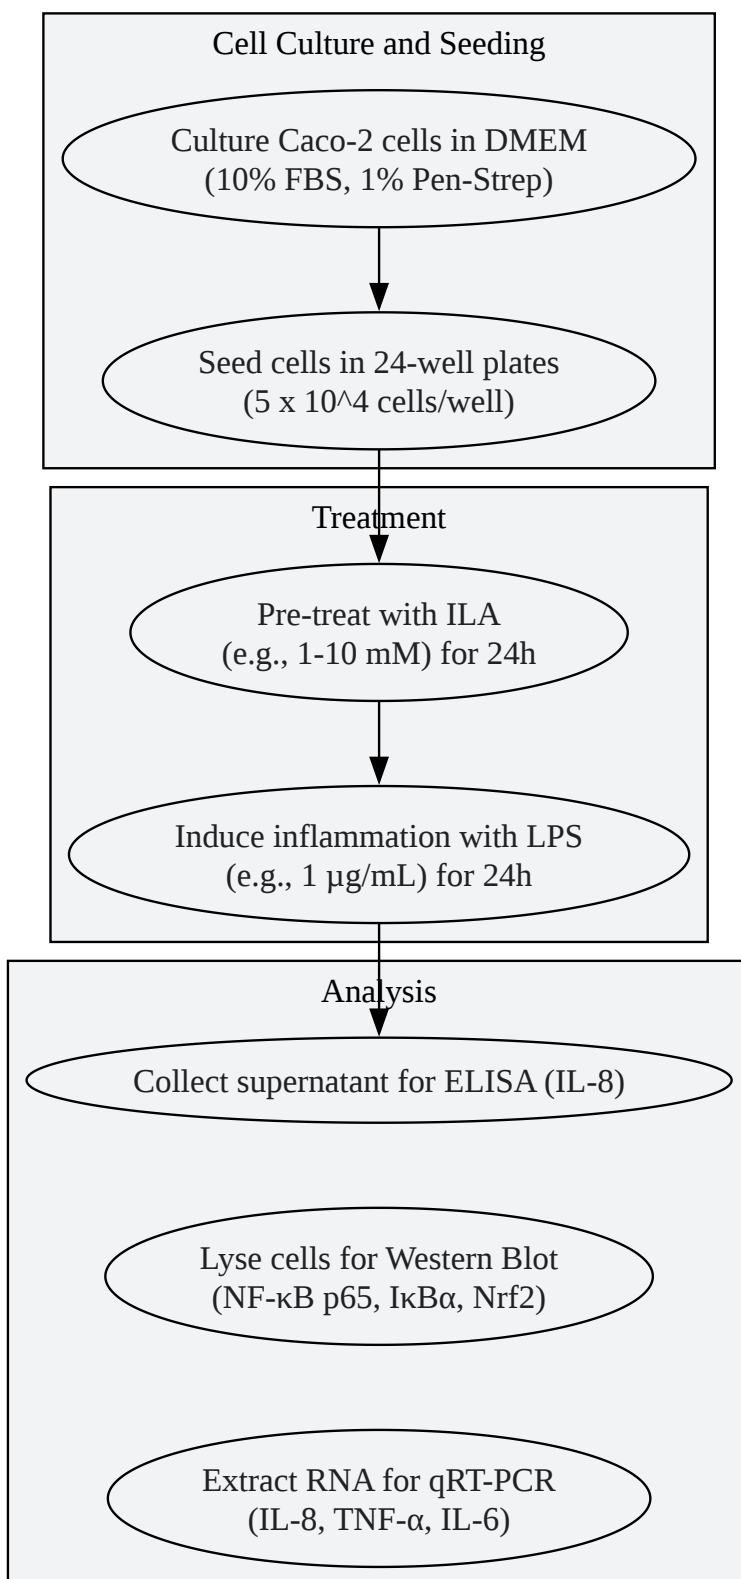 Cell Culture and Seeding
Culture Caco-2 cells in DMEM
(10% FBS, 1% Pen-Strep)
Seed cells in 24-well plates
(5 x 10^4 cells/well)
Treatment
Pre-treat with ILA
(e.g., 1-10 mM) for 24h
Induce inflammation with LPS
(e.g., 1 µg/mL) for 24h
Analysis
Collect supernatant for ELISA (IL-8)
Lyse cells for Western Blot
(NF-κB p65, IκBα, Nrf2)
Extract RNA for qRT-PCR
(IL-8, TNF-α, IL-6)